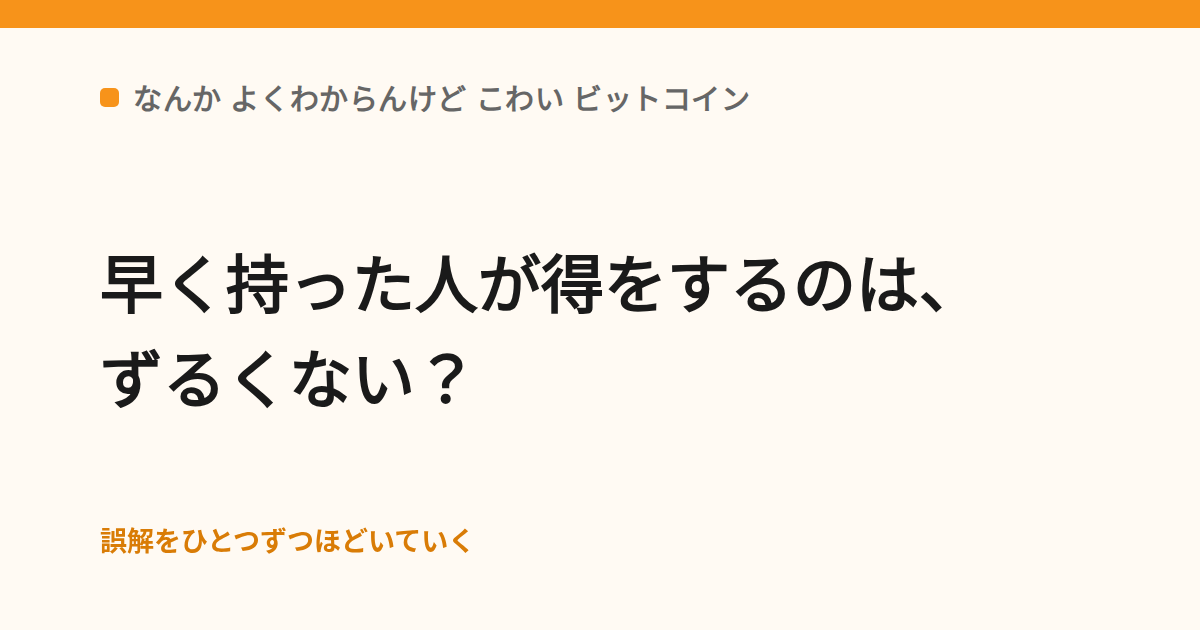 なんか よくわからんけど こわい ビットコイン
早く持った人が得をするのは、
ずるくない？
誤解をひとつずつほどいていく